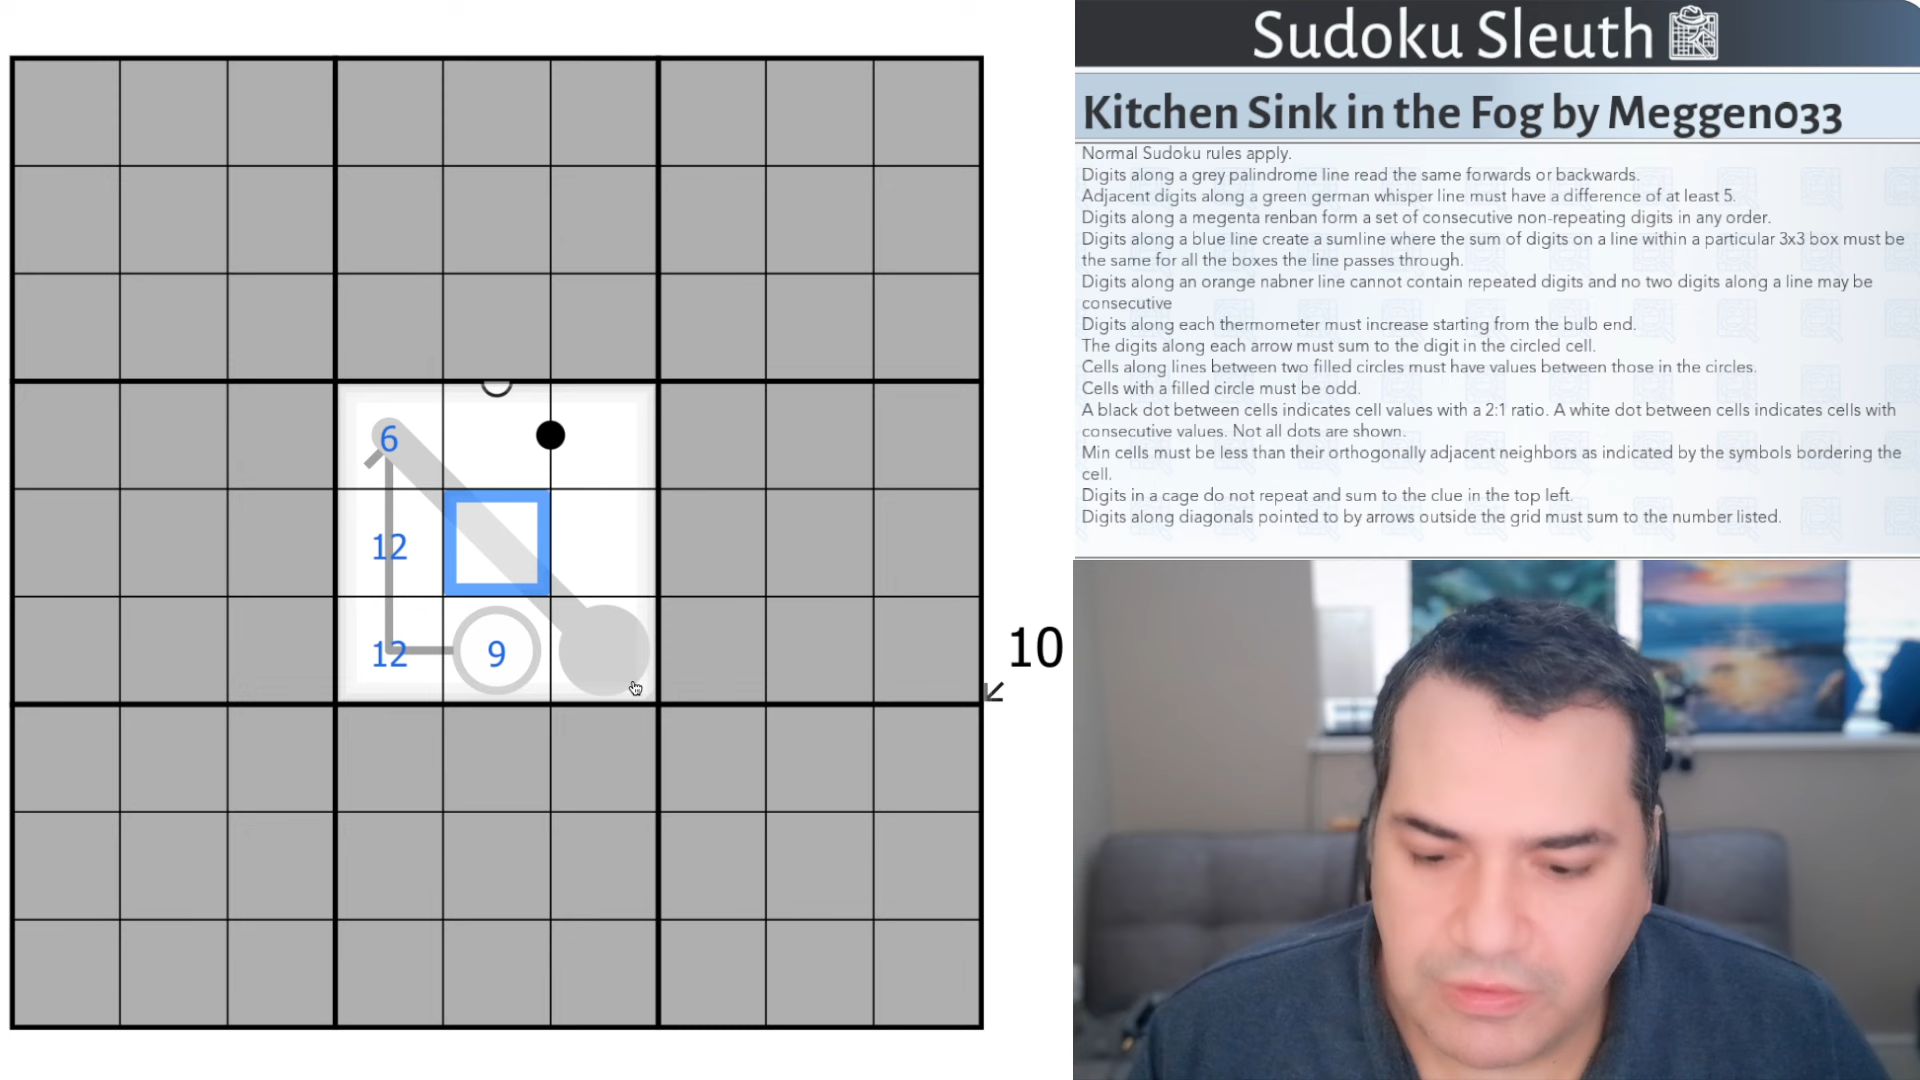 Sudoku Sleuth
Kitchen Sink in the Fog by Meggen033
Normal Sudoku rules apply.
Digits along a grey palindrome line read the same forwards or backwards.
Adjacent digits along a green german whisper line must have a difference of at least 5.
Digits along a megenta renban form a set of consecutive non-repeating digits in any order.
Digits along a blue line create a sumline where the sum of digits on a line within a particular 3x3 box must be
the same for all the boxes the line passes through.
Digits along an orange nabner line cannot contain repeated digits and no two digits along a line may be
consecutive
Digits along each thermometer must increase starting from the bulb end.
The digits along each arrow must sum to the digit in the circled cell.
Cells along lines between two filled circles must have values between those in the circles.
Cells with a filled circle must be odd.
A black dot between cells indicates cell values with a 2:1 ratio. A white dot between cells indicates cells with
consecutive values. Not all dots are shown.
Min cells must be less than their orthogonally adjacent neighbors as indicated by the symbols bordering the
cell.
Digits in a cage do not repeat and sum to the clue in the top left.
Digits along diagonals pointed to by arrows outside the grid must sum to the number listed.
6
12
12 9
10